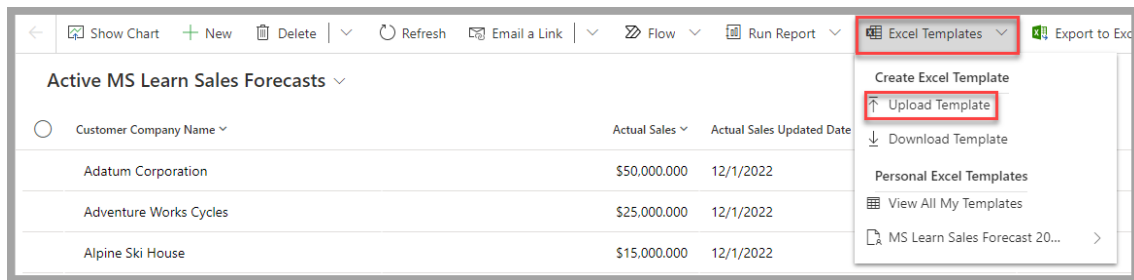 Show Chart New Delete Refresh Email a Link Flow Run Report Excel Templates Export to Exc
Active MS Learn Sales Forecasts
Create Excel Template
Upload Template
Download Template
Personal Excel Templates
View All My Templates
MS Learn Sales Forecast 20...
Customer Company Name Actual Sales Actual Sales Updated Date
Adatum Corporation $50,000.000 12/1/2022
Adventure Works Cycles $25,000.000 12/1/2022
Alpine Ski House $15,000.000 12/1/2022